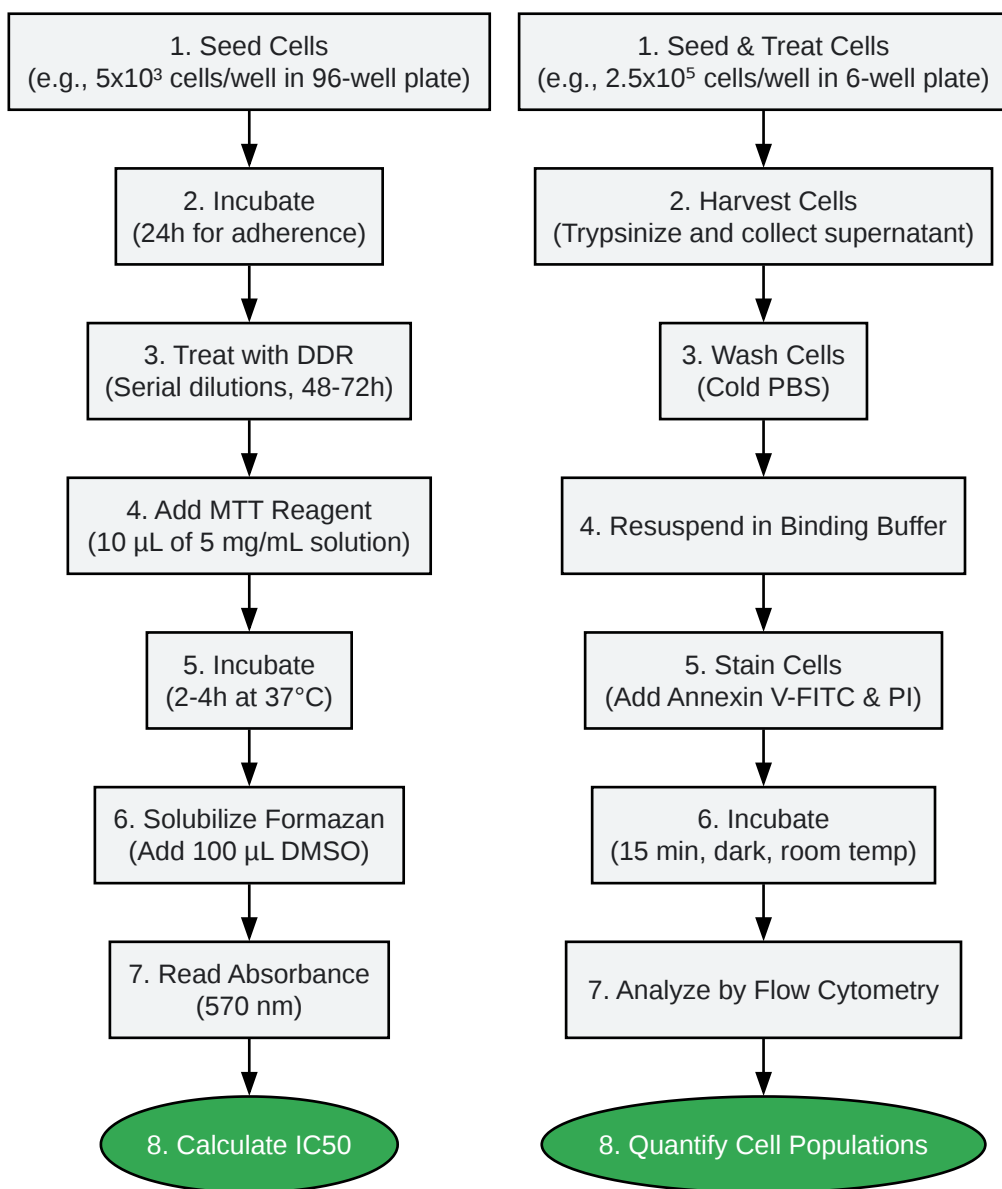 1. Seed Cells
(e.g., 5x10³ cells/well in 96-well plate)
2. Incubate
(24h for adherence)
3. Treat with DDR
(Serial dilutions, 48-72h)
4. Add MTT Reagent
(10 µL of 5 mg/mL solution)
5. Incubate
(2-4h at 37°C)
6. Solubilize Formazan
(Add 100 µL DMSO)
7. Read Absorbance
(570 nm)
8. Calculate IC50
1. Seed & Treat Cells
(e.g., 2.5x10⁵ cells/well in 6-well plate)
2. Harvest Cells
(Trypsinize and collect supernatant)
3. Wash Cells
(Cold PBS)
4. Resuspend in Binding Buffer
5. Stain Cells
(Add Annexin V-FITC & PI)
6. Incubate
(15 min, dark, room temp)
7. Analyze by Flow Cytometry
8. Quantify Cell Populations